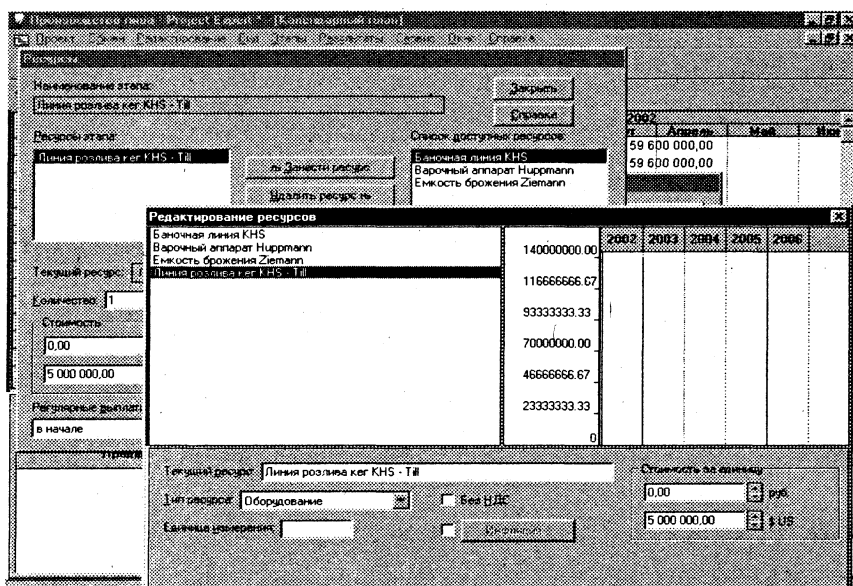 Производство пива - Project Expert * - [Календарный план]
Проект Обмен Редактирование Вид Этапы Результаты Сервис Окно Справка
Ресурсы
Наименование этапа:
Линия розлива кег KHS - Till
Закрыть
Справка
Ресурсы этапа:
Список доступных ресурсов:
Линия розлива кег KHS - Till
Занести ресурс
Удалить ресурс
Баночная линия KHS
Варочный аппарат Huppmann
Емкость брожения Ziemann
2002
рт Апрель Май Июн
59 600 000,00
59 600 000,00
Текущий ресурс:
Количество: 1
Стоимость
0,00
5 000 000,00
Регулярные выплат
в начале
Редактирование ресурсов
Баночная линия KHS
Варочный аппарат Huppmann
Емкость брожения Ziemann
Линия розлива кег KHS - Till
2002 2003 2004 2005 2006
140000000.00
116666666.67
93333333.33
70000000.00
46666666.67
23333333.33
0
Текущий ресурс: Линия розлива кег KHS - Till
Тип ресурса: Оборудование
Без НДС
Единица измерения:
Стоимость за единицу
0,00 руб.
5 000 000,00 $ US